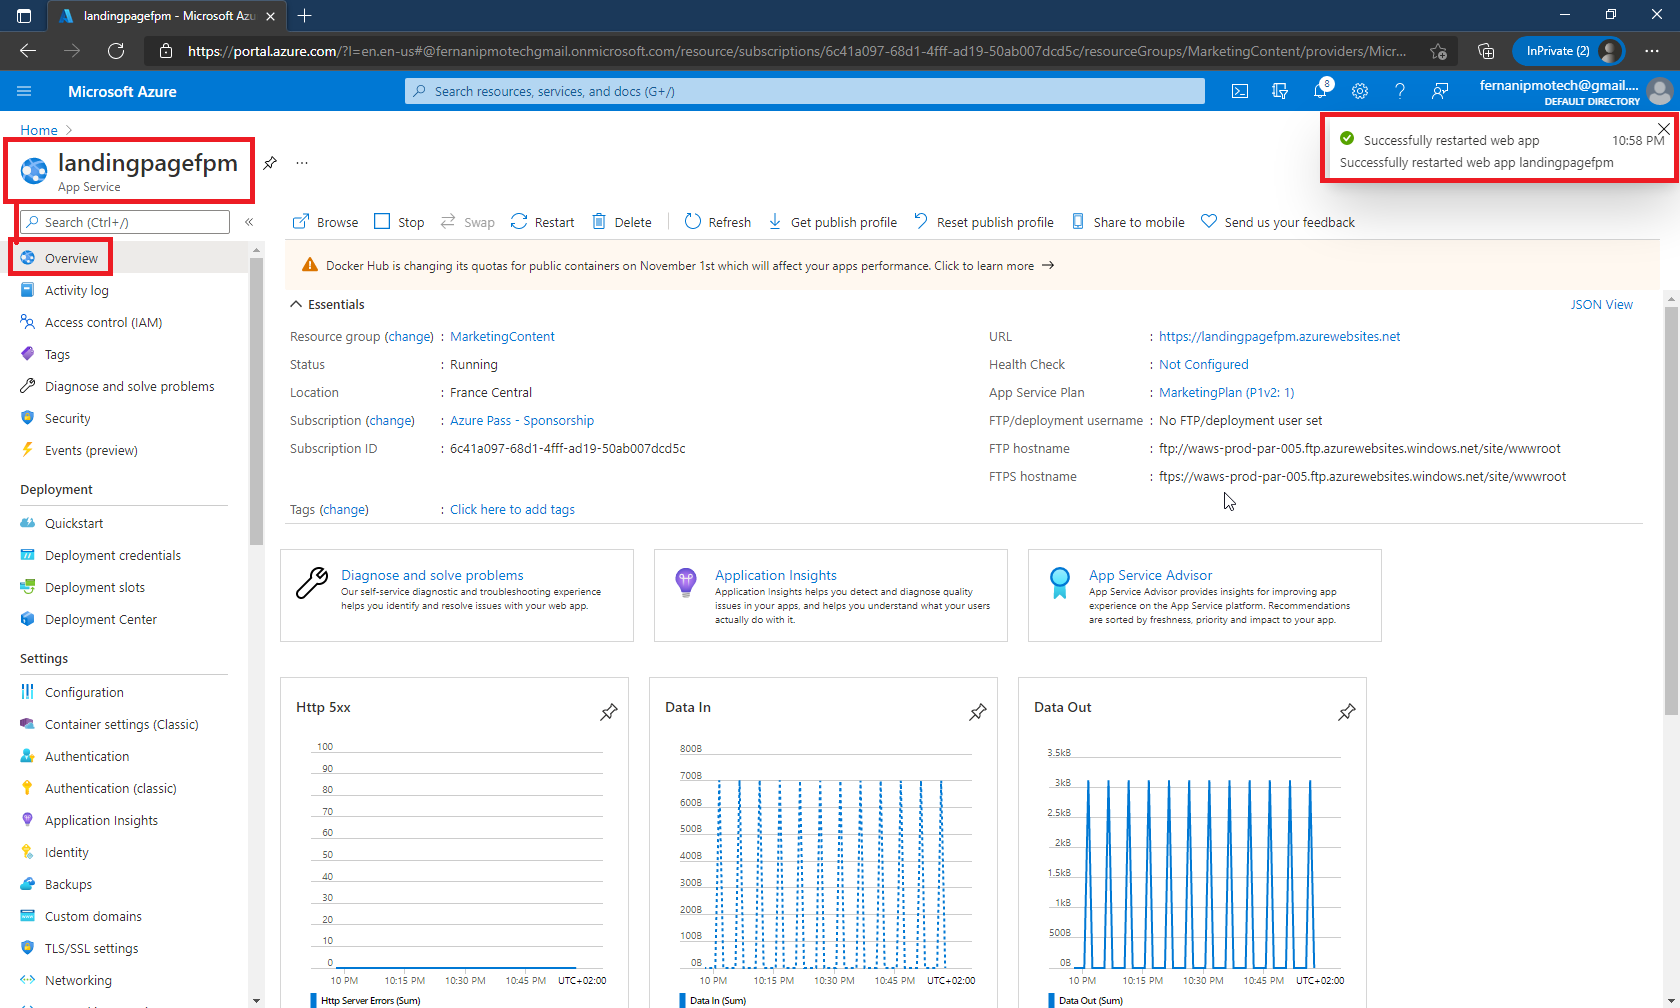 landingpagefpm - Microsoft Azu
https://portal.azure.com/?l=en.en-us#@fernanipmotechgmail.onmicrosoft.com/resource/subscriptions/6c41a097-68d1-4fff-ad19-50ab007dcd5c/resourceGroups/MarketingContent/providers/Micr...
InPrivate (2)
Microsoft Azure
Search resources, services, and docs (G+/)
8
fernanipmotech@gmail....
DEFAULT DIRECTORY
Home
landingpagefpm
App Service
Successfully restarted web app
10:58 PM
Successfully restarted web app landingpagefpm
Search (Ctrl+/)
Browse
Stop
Swap
Restart
Delete
Refresh
Get publish profile
Reset publish profile
Share to mobile
Send us your feedback
Docker Hub is changing its quotas for public containers on November 1st which will affect your apps performance. Click to learn more
Overview
Activity log
Access control (IAM)
Tags
Diagnose and solve problems
Security
Events (preview)
Deployment
Quickstart
Deployment credentials
Deployment slots
Deployment Center
Settings
Configuration
Container settings (Classic)
Authentication
Authentication (classic)
Application Insights
Identity
Backups
Custom domains
TLS/SSL settings
Networking
Essentials
JSON View
Resource group (change) : MarketingContent
Status : Running
Location : France Central
Subscription (change) : Azure Pass - Sponsorship
Subscription ID : 6c41a097-68d1-4fff-ad19-50ab007dcd5c
Tags (change) : Click here to add tags
URL : https://landingpagefpm.azurewebsites.net
Health Check : Not Configured
App Service Plan : MarketingPlan (P1v2: 1)
FTP/deployment username : No FTP/deployment user set
FTP hostname : ftp://waws-prod-par-005.ftp.azurewebsites.windows.net/site/wwwroot
FTPS hostname : ftps://waws-prod-par-005.ftp.azurewebsites.windows.net/site/wwwroot
Diagnose and solve problems
Our self-service diagnostic and troubleshooting experience
helps you identify and resolve issues with your web app.
Application Insights
Application Insights helps you detect and diagnose quality
issues in your apps, and helps you understand what your users
actually do with it.
App Service Advisor
App Service Advisor provides insights for improving app
experience on the App Service platform. Recommendations
are sorted by freshness, priority and impact to your app.
Http 5xx
100
90
80
70
60
50
40
30
20
10
0
10 PM 10:15 PM 10:30 PM 10:45 PM UTC+02:00
Http Server Errors (Sum)
Data In
800B
700B
600B
500B
400B
300B
200B
100B
0B
10 PM 10:15 PM 10:30 PM 10:45 PM UTC+02:00
Data In (Sum)
Data Out
3.5kB
3kB
2.5kB
2kB
1.5kB
1kB
500B
0B
10 PM 10:15 PM 10:30 PM 10:45 PM UTC+02:00
Data Out (Sum)